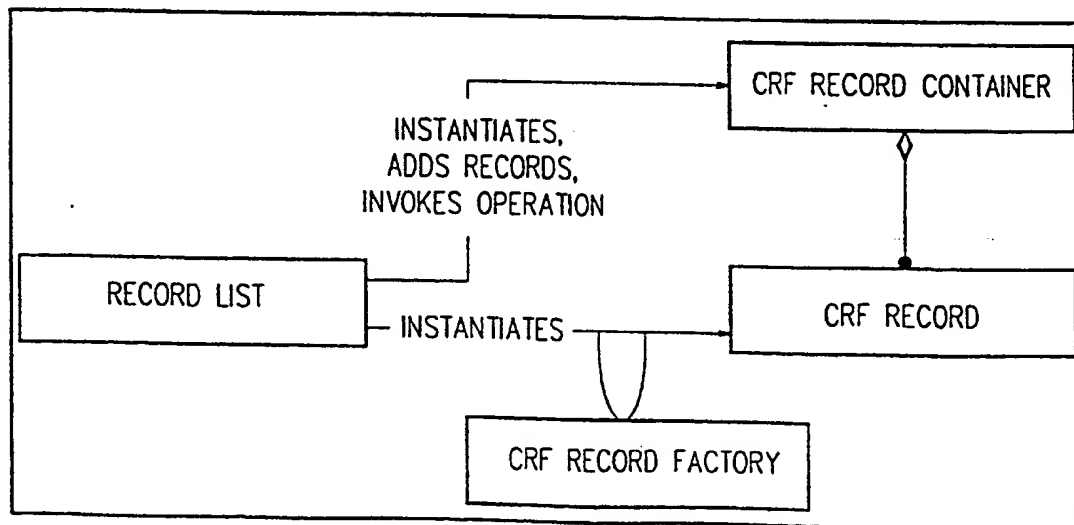 CRF RECORD CONTAINER
INSTANTIATES,
ADDS RECORDS,
INVOKES OPERATION
RECORD LIST
INSTANTIATES
CRF RECORD
CRF RECORD FACTORY